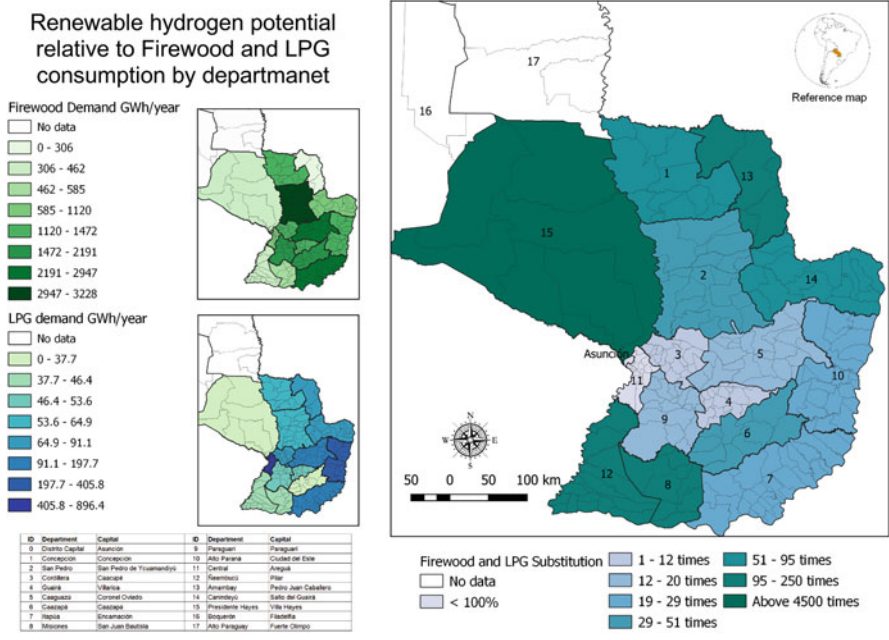 Renewable hydrogen potential
relative to Firewood and LPG
consumption by departmanet
Firewood Demand GWh/year
No data
0 - 306
306 - 462
462 - 585
585 - 1120
1120 - 1472
1472 - 2191
2191 - 2947
2947 - 3228
LPG demand GWh/year
No data
0 - 37.7
37.7 - 46.4
46.4 - 53.6
53.6 - 64.9
64.9 - 91.1
91.1 - 197.7
197.7 - 405.8
405.8 - 896.4
ID Department Capital ID Department Capital
0 Distrito Capital Asunción 9 Paraguarí Paraguarí
1 Concepción Concepción 10 Alto Paraná Ciudad del Este
2 San Pedro San Pedro de Ycuamandiyú 11 Central Areguá
3 Cordillera Caacupé 12 Ñeembucú Pilar
4 Guairá Villarica 13 Amambay Pedro Juan Caballero
5 Caaguazú Coronel Oviedo 14 Canindeyú Salto del Guairá
6 Caazapá Caazapá 15 Presidente Hayes Villa Hayes
7 Itapúa Encarnación 16 Boquerón Filadelfia
8 Misiones San Juan Bautista 17 Alto Paraguay Fuerte Olimpo
17
16
Reference map
1
13
15
2
14
Asunción
3
5
11
10
4
9
6
12
8
7
N
W E
S
50 0 50 100 km
Firewood and LPG Substitution
No data
< 100%
1 - 12 times
12 - 20 times
19 - 29 times
29 - 51 times
51 - 95 times
95 - 250 times
Above 4500 times